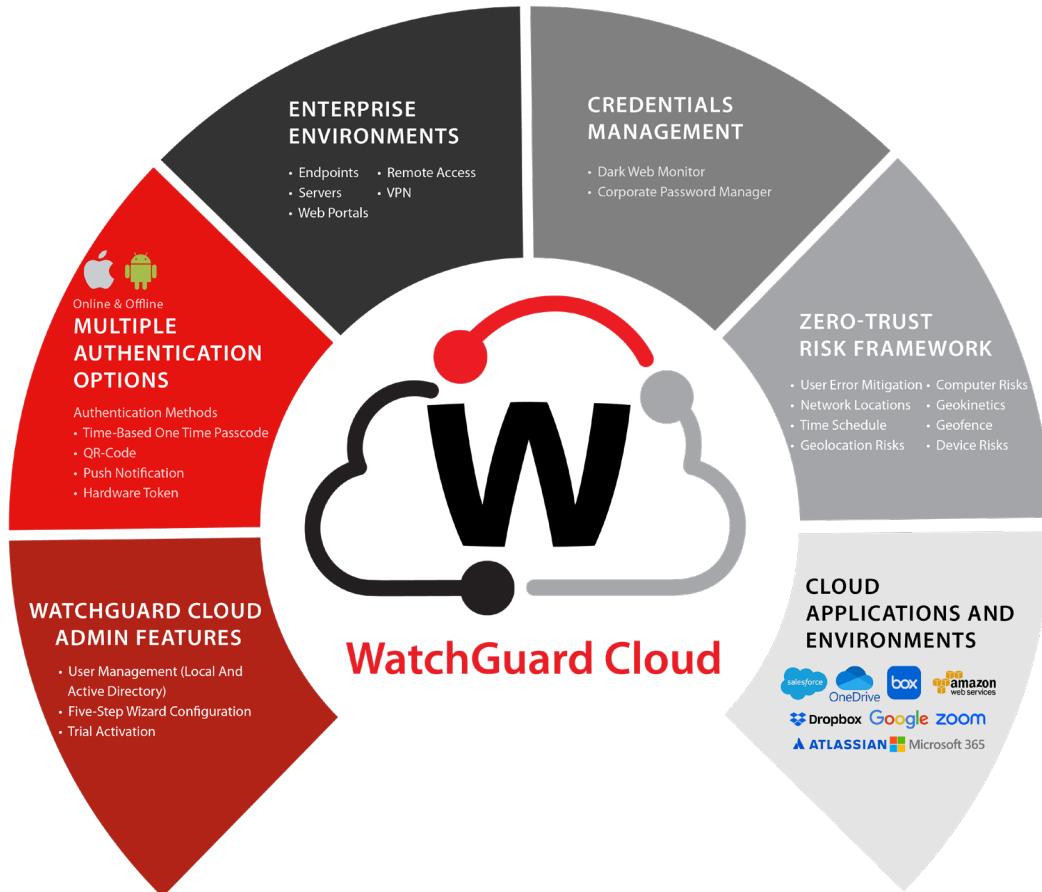 ENTERPRISE
ENVIRONMENTS
• Endpoints
• Servers
• Web Portals
• Remote Access
• VPN
CREDENTIALS
MANAGEMENT
• Dark Web Monitor
• Corporate Password Manager
Online & Offline
MULTIPLE
AUTHENTICATION
OPTIONS
Authentication Methods
• Time-Based One Time Passcode
• QR-Code
• Push Notification
• Hardware Token
ZERO-TRUST
RISK FRAMEWORK
• User Error Mitigation
• Network Locations
• Time Schedule
• Geolocation Risks
• Computer Risks
• Geokinetics
• Geofence
• Device Risks
WATCHGUARD CLOUD
ADMIN FEATURES
• User Management (Local And
Active Directory)
• Five-Step Wizard Configuration
• Trial Activation
W
WatchGuard Cloud
CLOUD
APPLICATIONS AND
ENVIRONMENTS
salesforce
OneDrive
box
amazon
web services
Dropbox
Google
zoom
ATLASSIAN
Microsoft 365